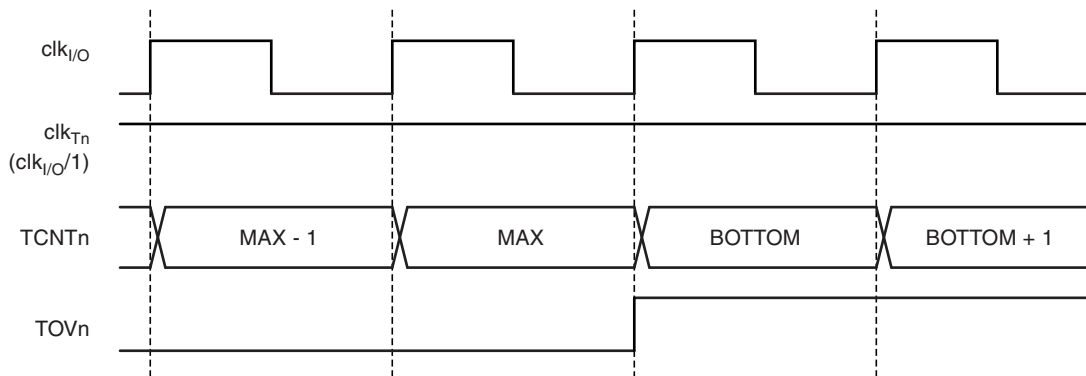 clkI/O
clkTn
(clkI/O/1)
TCNTn
MAX - 1
MAX
BOTTOM
BOTTOM + 1
TOVn